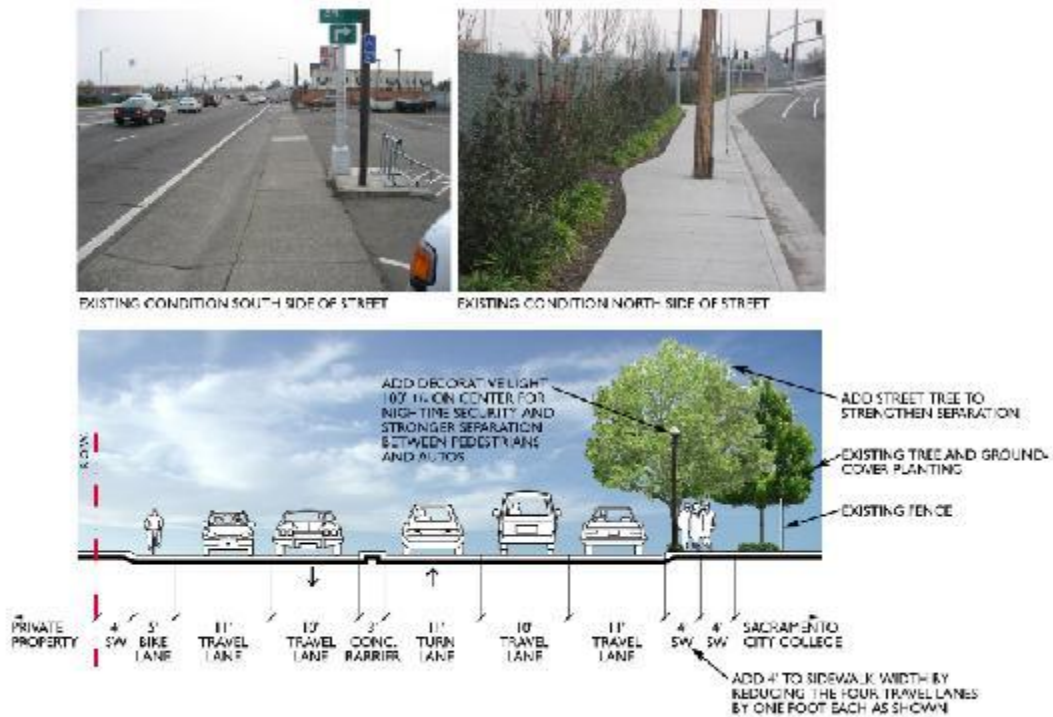 EXISTING CONDITION SOUTH SIDE OF STREET
EXISTING CONDITION NORTH SIDE OF STREET
ADD DECORATIVE LIGHT
ON CENTER FOR
NIGHTIME SECURITY AND
STRONGER SEPARATION
BETWEEN PEDESTRIANS
AND AUTOS
ADD STREET TREE TO
STRENGTHEN SEPARATION
EXISTING TREE AND GROUND-
COVER PLANTING
EXISTING FENCE
R.O.W.
PRIVATE
PROPERTY
4'
SW
5'
BIKE
LANE
11'
TRAVEL
LANE
10'
TRAVEL
LANE
3'
CONC.
BARRIER
11'
TURN
LANE
10'
TRAVEL
LANE
11'
TRAVEL
LANE
4'
SW
4'
SW
SACRAMENTO
CITY COLLEGE
ADD 4' TO SIDEWALK WIDTH BY
REDUCING THE FOUR TRAVEL LANES
BY ONE FOOT EACH AS SHOWN